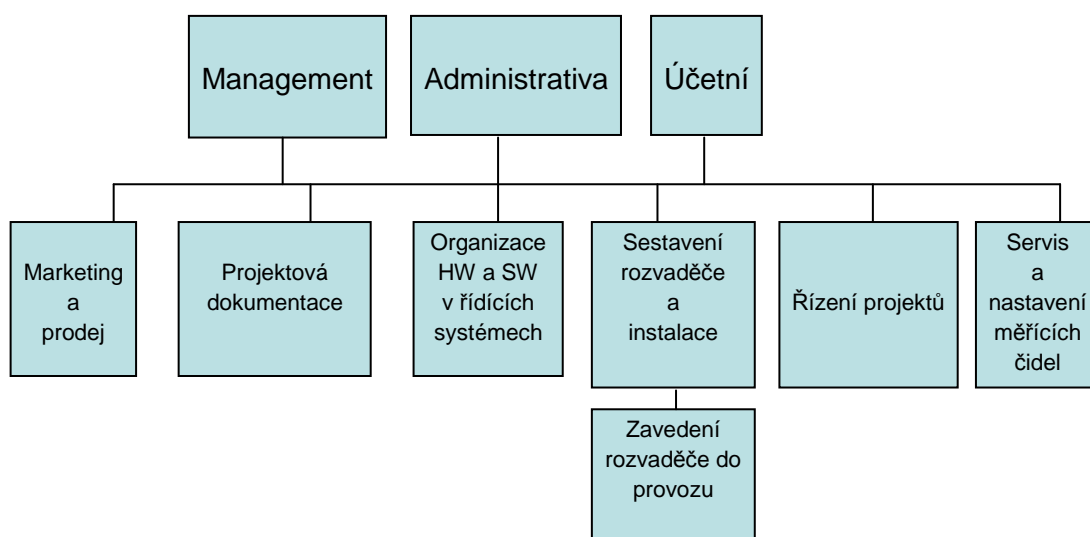 Management
Administrativa
Účetní
Marketing
a
prodej
Projektová
dokumentace
Organizace
HW a SW
v řídících
systémech
Sestavení
rozvaděče
a
instalace
Řízení projektů
Servis
a
nastavení
měřících
čidel
Zavedení
rozvaděče do
provozu